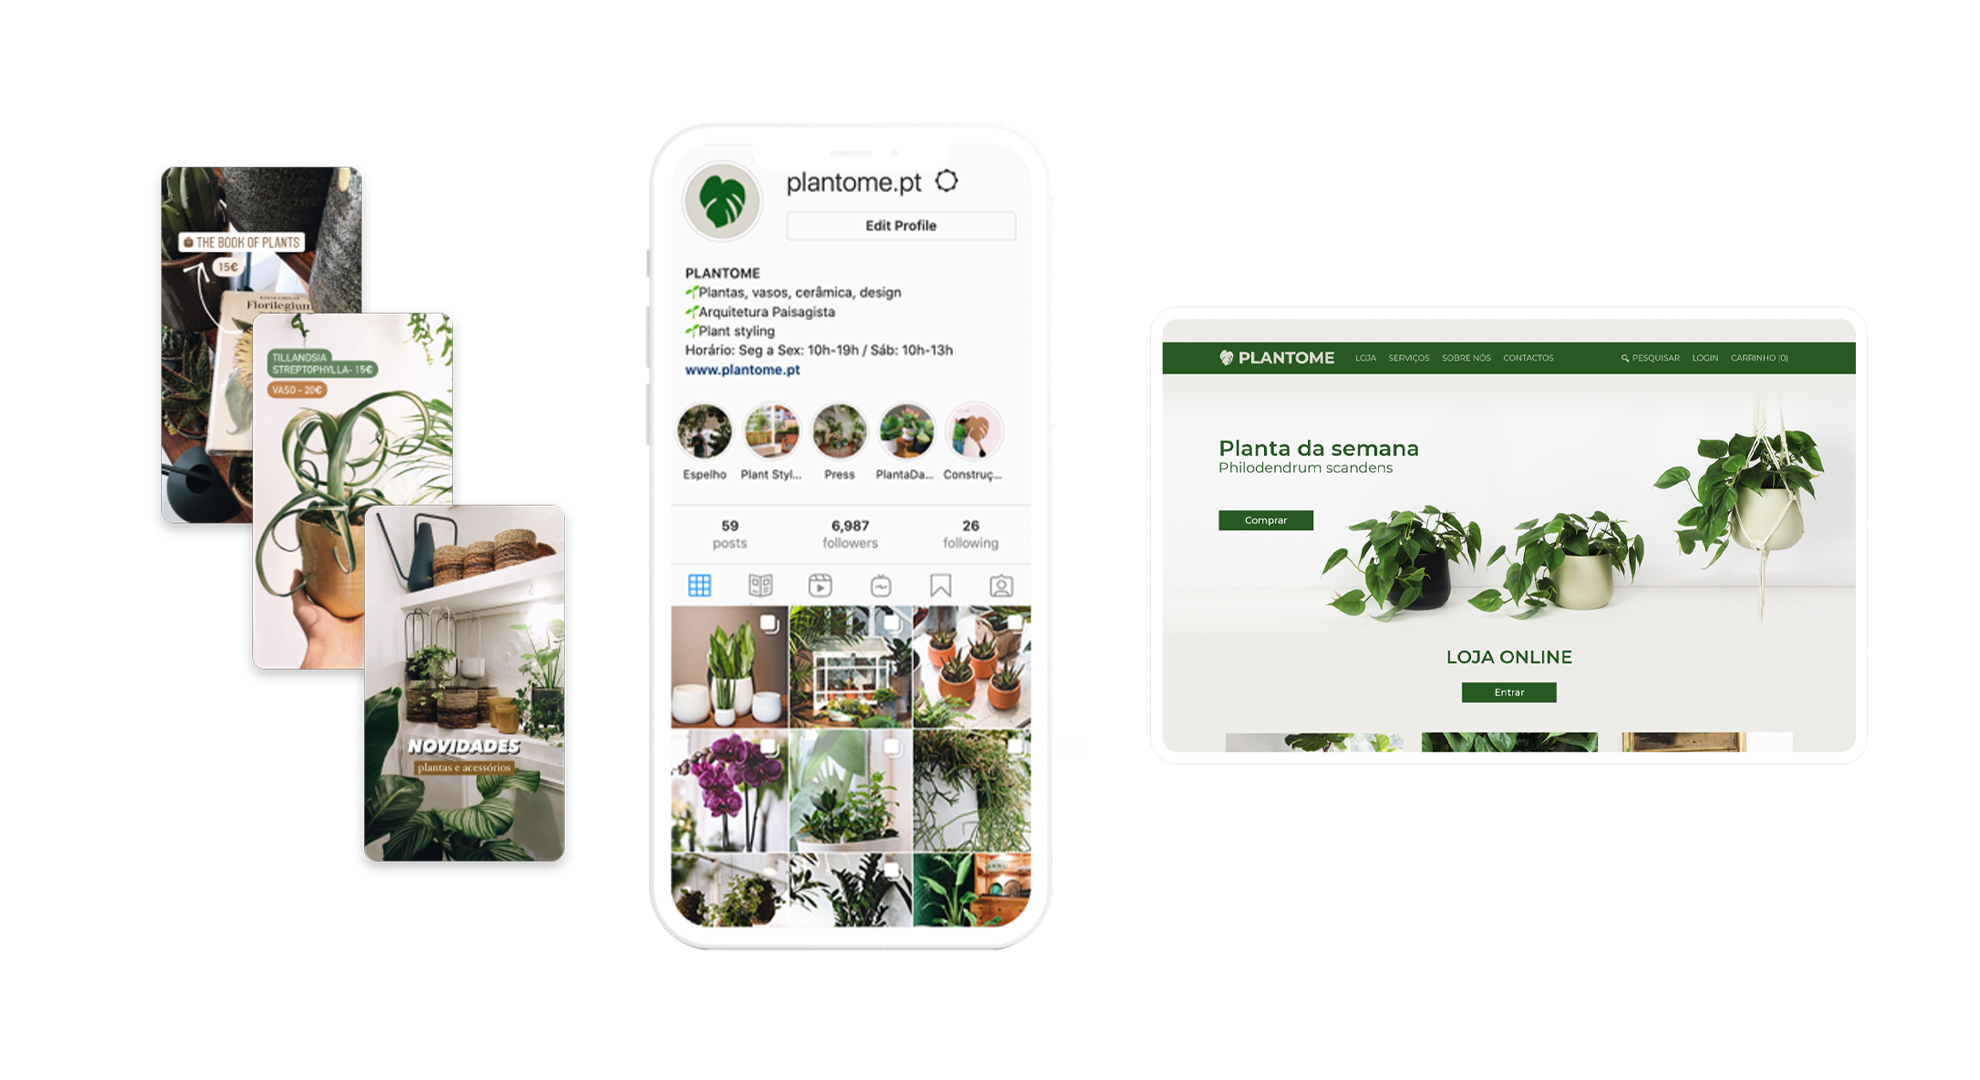 THE BOOK OF PLANTS
15€
Florilegium
TILLANDSIA
STREPTOPHYLLA- 15€
VASO - 20€
NOVIDADES
plantas e acessórios
plantome.pt
Edit Profile
PLANTOME
Plantas, vasos, cerâmica, design
Arquitetura Paisagista
Plant styling
Horário: Seg a Sex: 10h-19h / Sáb: 10h-13h
www.plantome.pt
Espelho Plant Styl... Press PlantaDa... Construç...
59 6,987 26
posts followers following
PLANTOME LOJA SERVIÇOS SOBRE NÓS CONTACTOS PESQUISAR LOGIN CARRINHO (0)
Planta da semana
Philodendrum scandens
Comprar
LOJA ONLINE
Entrar